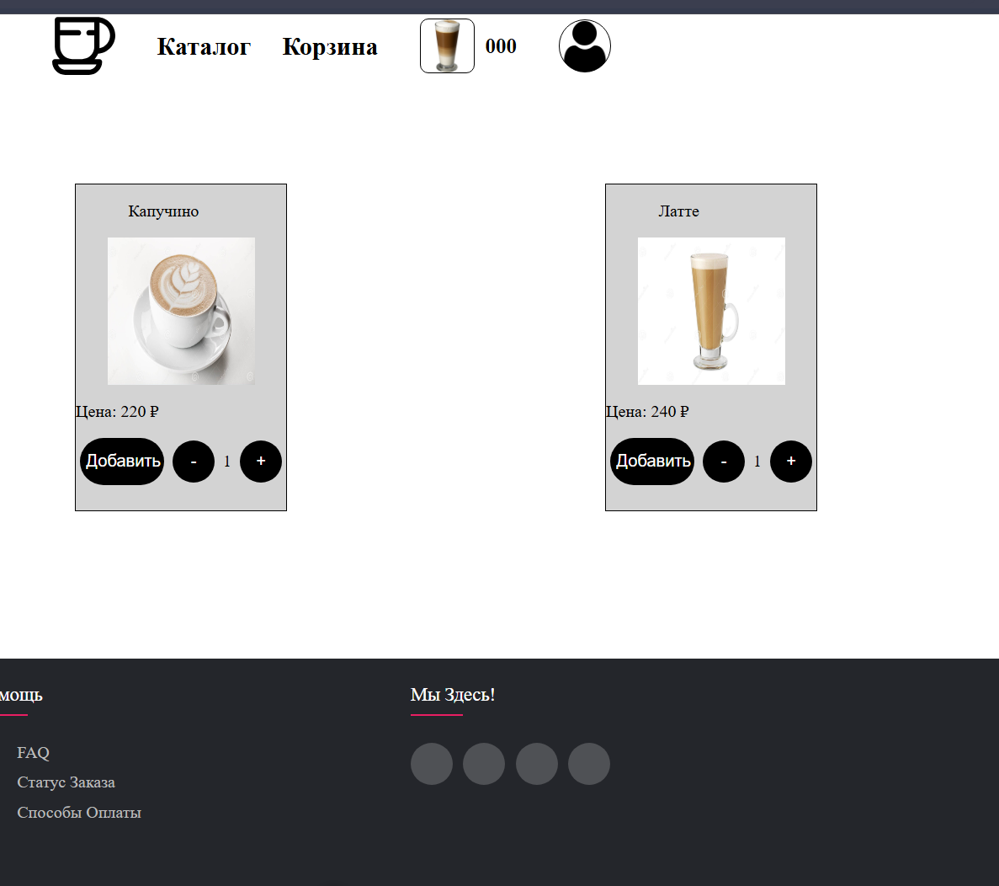 Каталог Корзина 000
Капучино
Цена: 220 ₽
Добавить - 1 +
Латте
Цена: 240 ₽
Добавить - 1 +
мощь
FAQ
Статус Заказа
Способы Оплаты
Мы Здесь!